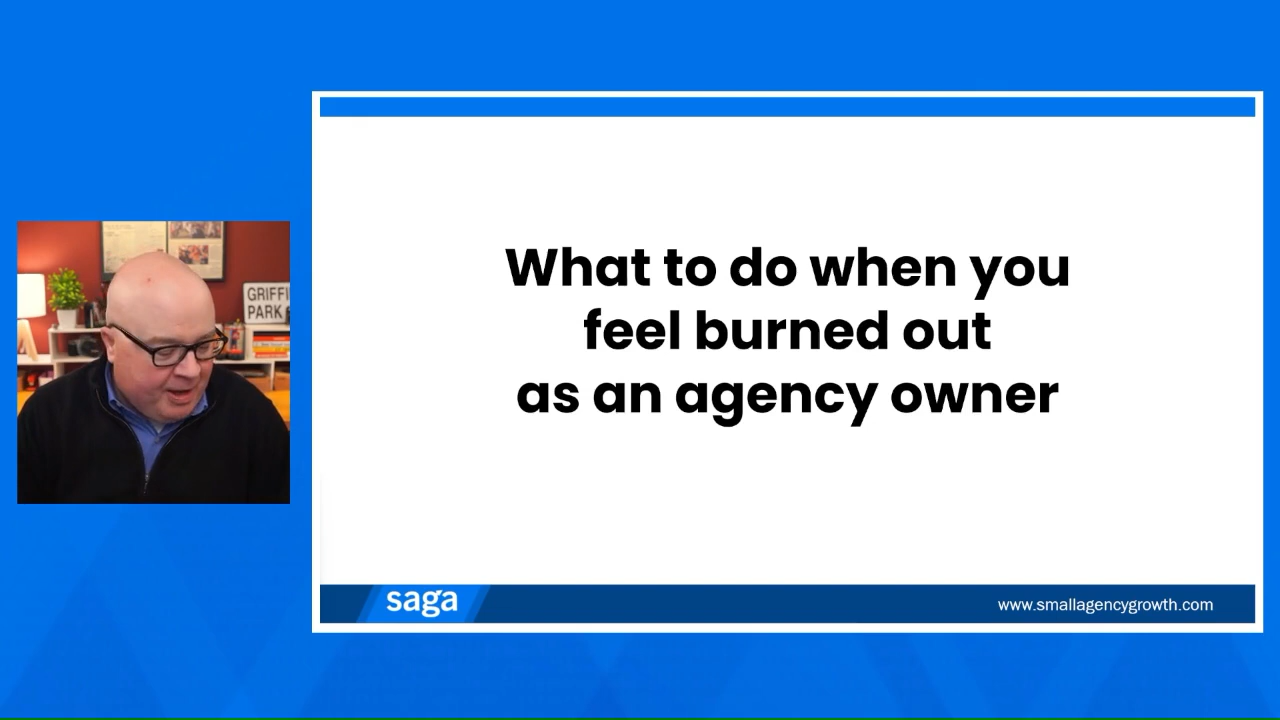 GRIFFI
PARK
What to do when you
feel burned out
as an agency owner
saga
www.smallagencygrowth.com